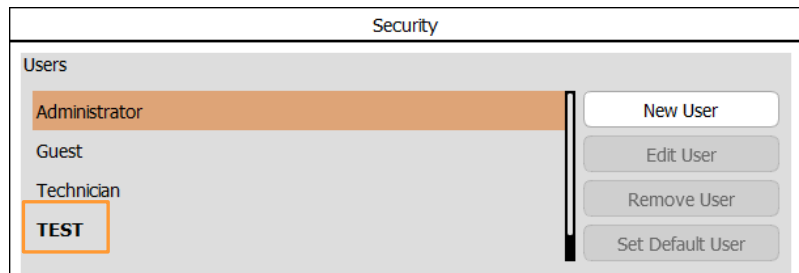 Security
Users
Administrator
New User
Guest
Edit User
Technician
Remove User
TEST
Set Default User